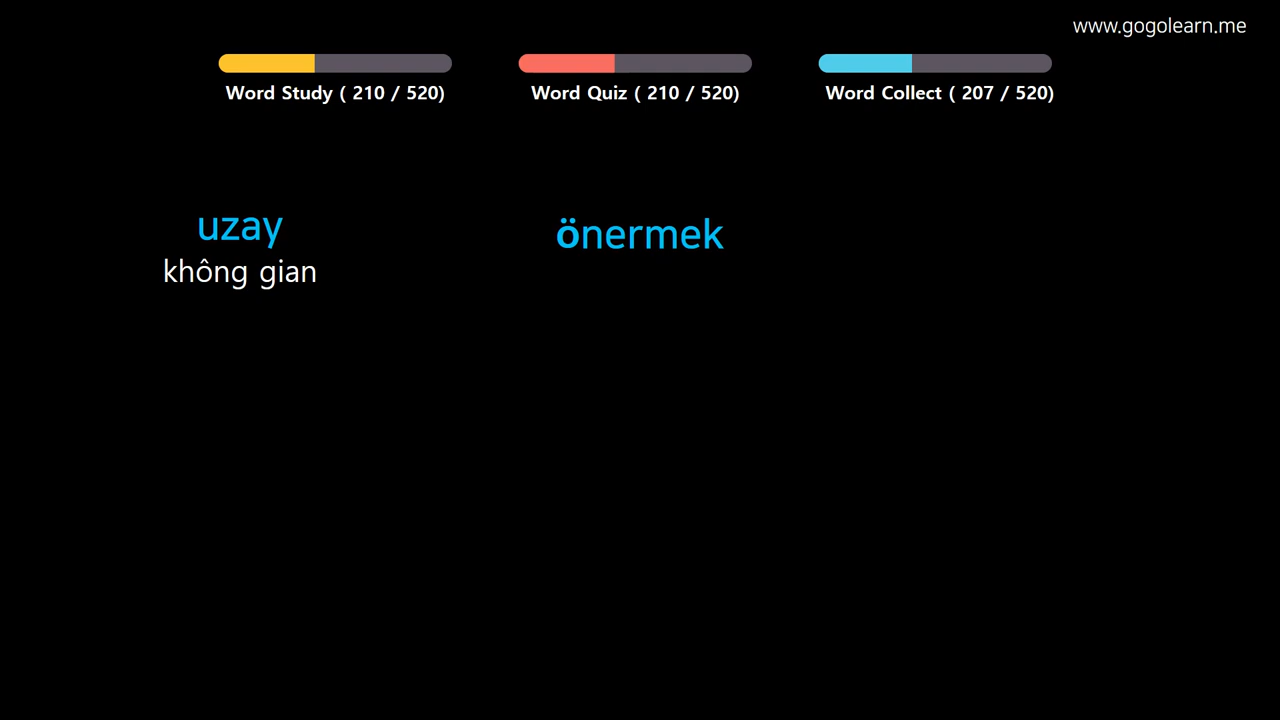 www.gogolearn.me
Word Study ( 210 / 520)
Word Quiz ( 210 / 520)
Word Collect ( 207 / 520)
uzay
không gian
önermek